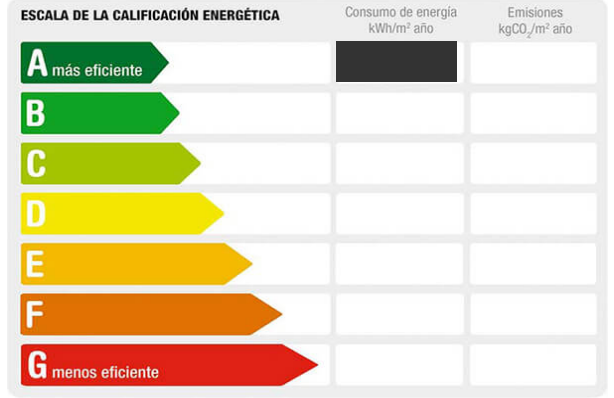 ESCALA DE LA CALIFICACIÓN ENERGÉTICA
Consumo de energía
kWh/m² año
Emisiones
kgCO₂/m² año
A más eficiente
B
C
D
E
F
G menos eficiente